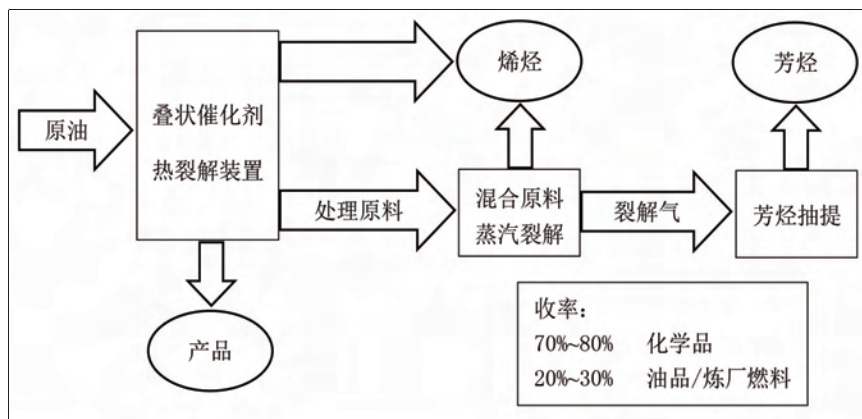 原油
叠状催化剂
热裂解装置
烯烃
芳烃
处理原料
混合原料
蒸汽裂解
裂解气
芳烃抽提
产品
收率：
70%~80% 化学品
20%~30% 油品/炼厂燃料